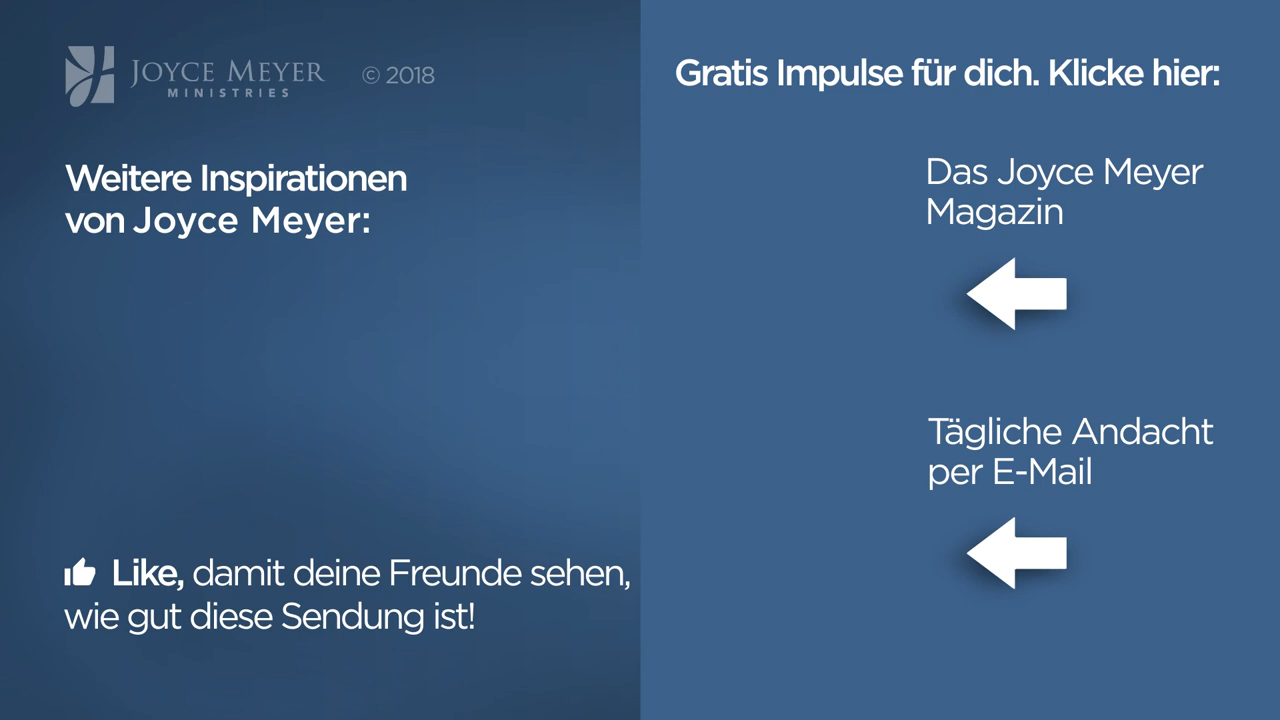 JOYCE MEYER © 2018
MINISTRIES
Weitere Inspirationen
von Joyce Meyer:
Like, damit deine Freunde sehen,
wie gut diese Sendung ist!
Gratis Impulse für dich. Klicke hier:
Das Joyce Meyer
Magazin
Tägliche Andacht
per E-Mail